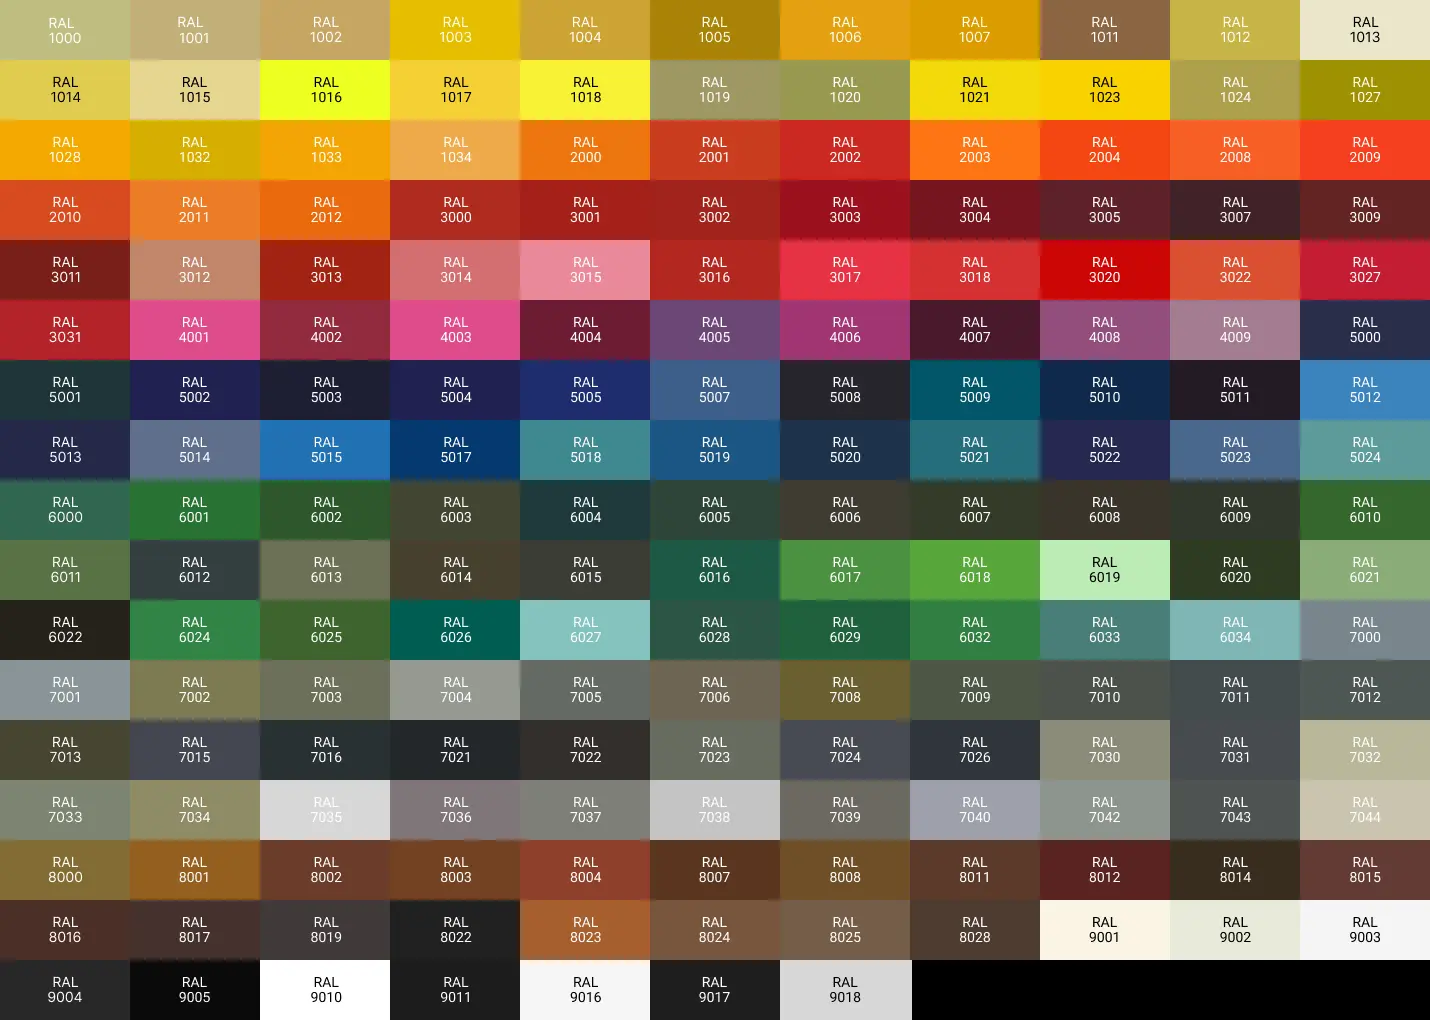 RAL RAL RAL RAL RAL RAL RAL RAL RAL RAL RAL
1000 1001 1002 1003 1004 1005 1006 1007 1011 1012 1013
RAL RAL RAL RAL RAL RAL RAL RAL RAL RAL RAL
1014 1015 1016 1017 1018 1019 1020 1021 1023 1024 1027
RAL RAL RAL RAL RAL RAL RAL RAL RAL RAL RAL
1028 1032 1033 1034 2000 2001 2002 2003 2004 2008 2009
RAL RAL RAL RAL RAL RAL RAL RAL RAL RAL RAL
2010 2011 2012 3000 3001 3002 3003 3004 3005 3007 3009
RAL RAL RAL RAL RAL RAL RAL RAL RAL RAL RAL
3011 3012 3013 3014 3015 3016 3017 3018 3020 3022 3027
RAL RAL RAL RAL RAL RAL RAL RAL RAL RAL RAL
3031 4001 4002 4003 4004 4005 4006 4007 4008 4009 5000
RAL RAL RAL RAL RAL RAL RAL RAL RAL RAL RAL
5001 5002 5003 5004 5005 5007 5008 5009 5010 5011 5012
RAL RAL RAL RAL RAL RAL RAL RAL RAL RAL RAL
5013 5014 5015 5017 5018 5019 5020 5021 5022 5023 5024
RAL RAL RAL RAL RAL RAL RAL RAL RAL RAL RAL
6000 6001 6002 6003 6004 6005 6006 6007 6008 6009 6010
RAL RAL RAL RAL RAL RAL RAL RAL RAL RAL RAL
6011 6012 6013 6014 6015 6016 6017 6018 6019 6020 6021
RAL RAL RAL RAL RAL RAL RAL RAL RAL RAL RAL
6022 6024 6025 6026 6027 6028 6029 6032 6033 6034 7000
RAL RAL RAL RAL RAL RAL RAL RAL RAL RAL RAL
7001 7002 7003 7004 7005 7006 7008 7009 7010 7011 7012
RAL RAL RAL RAL RAL RAL RAL RAL RAL RAL RAL
7013 7015 7016 7021 7022 7023 7024 7026 7030 7031 7032
RAL RAL RAL RAL RAL RAL RAL RAL RAL RAL RAL
7033 7034 7035 7036 7037 7038 7039 7040 7042 7043 7044
RAL RAL RAL RAL RAL RAL RAL RAL RAL RAL RAL
8000 8001 8002 8003 8004 8007 8008 8011 8012 8014 8015
RAL RAL RAL RAL RAL RAL RAL RAL RAL RAL RAL
8016 8017 8019 8022 8023 8024 8025 8028 9001 9002 9003
RAL RAL RAL RAL RAL RAL RAL
9004 9005 9010 9011 9016 9017 9018